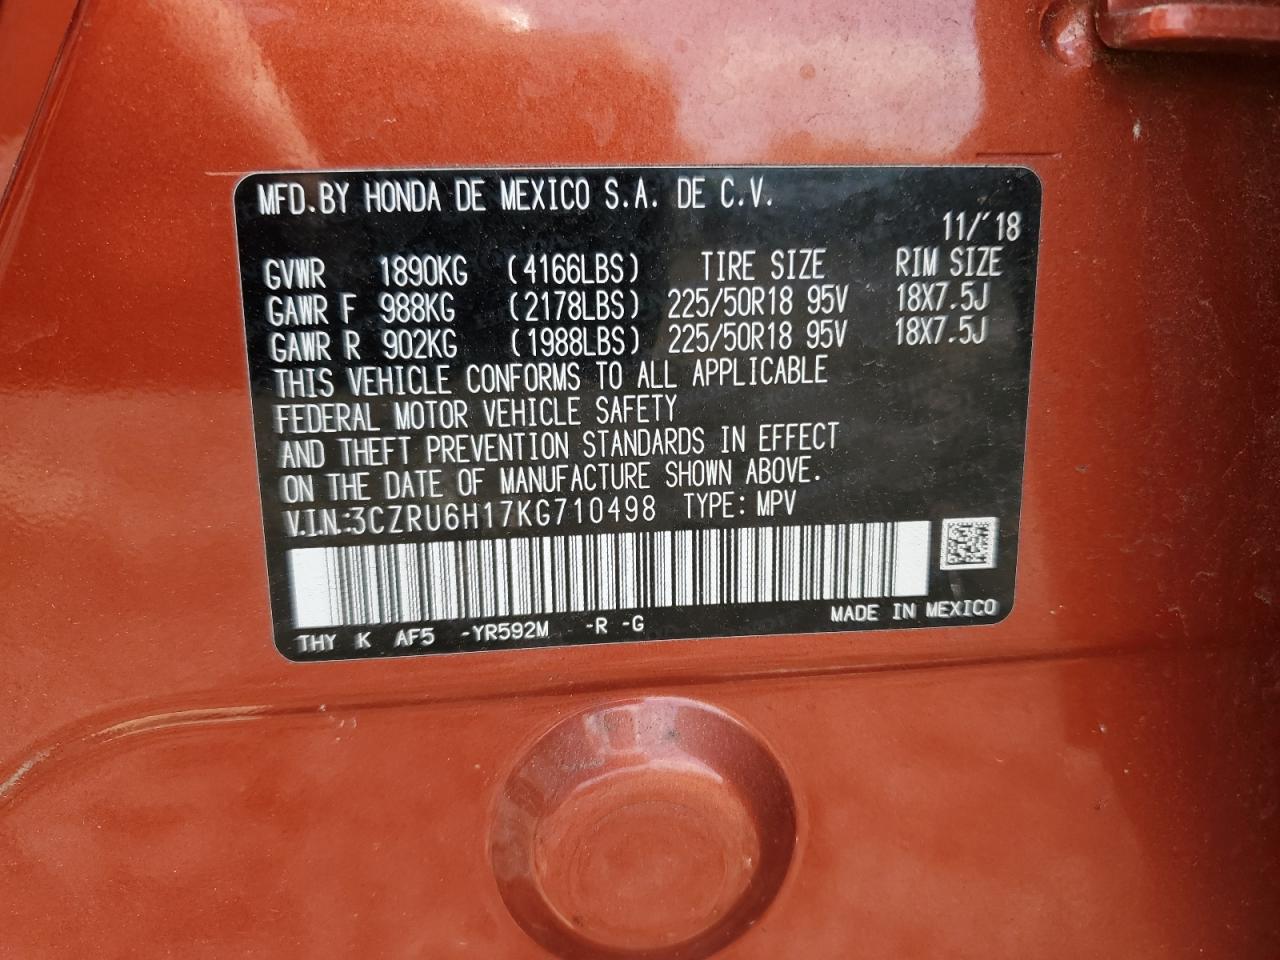 MFD.BY HONDA DE MEXICO S.A. DE C.V.
11/'18
GVWR 1890KG (4166LBS) TIRE SIZE RIM SIZE
GAWR F 988KG (2178LBS) 225/50R18 95V 18X7.5J
GAWR R 902KG (1988LBS) 225/50R18 95V 18X7.5J
THIS VEHICLE CONFORMS TO ALL APPLICABLE
FEDERAL MOTOR VEHICLE SAFETY
AND THEFT PREVENTION STANDARDS IN EFFECT
ON THE DATE OF MANUFACTURE SHOWN ABOVE.
V.I.N.:3CZRU6H17KG710498 TYPE: MPV
THY K AF5 -YR592M -R -G MADE IN MEXICO